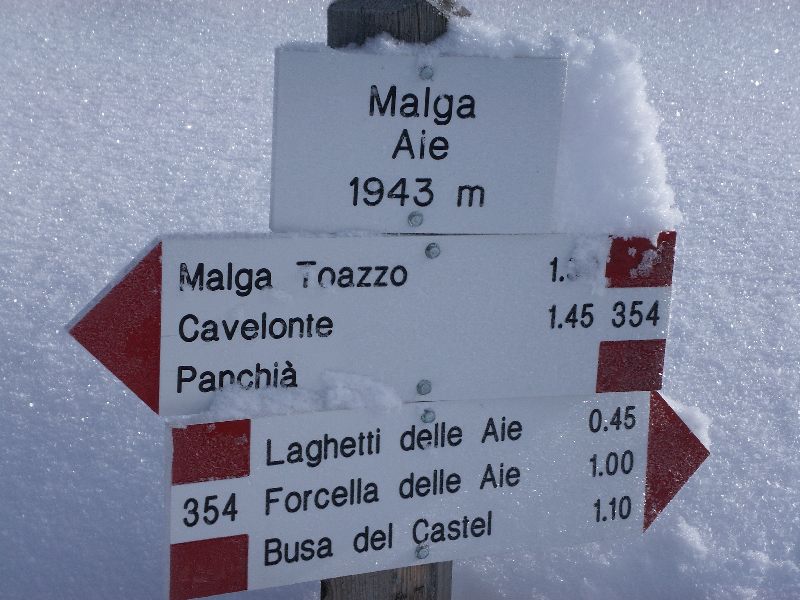 Malga
Aie
1943 m
Malga Toazzo
Cavelonte 1.45 354
Panchià
Laghetti delle Aie 0.45
354 Forcella delle Aie 1.00
Busa del Castel 1.10